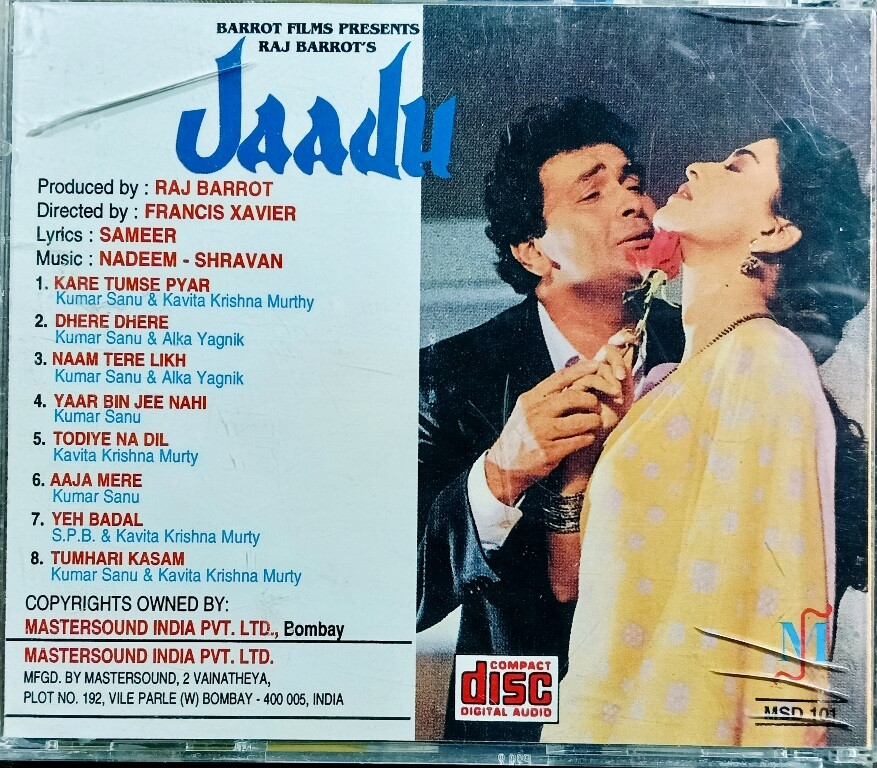 BARROT FILMS PRESENTS
RAJ BARROT'S
Jaadu
Produced by : RAJ BARROT
Directed by : FRANCIS XAVIER
Lyrics : SAMEER
Music : NADEEM - SHRAVAN
1. KARE TUMSE PYAR
Kumar Sanu & Kavita Krishna Murthy
2. DHERE DHERE
Kumar Sanu & Alka Yagnik
3. NAAM TERE LIKH
Kumar Sanu & Alka Yagnik
4. YAAR BIN JEE NAHI
Kumar Sanu
5. TODIYE NA DIL
Kavita Krishna Murty
6. AAJA MERE
Kumar Sanu
7. YEH BADAL
S.P.B. & Kavita Krishna Murty
8. TUMHARI KASAM
Kumar Sanu & Kavita Krishna Murty
COPYRIGHTS OWNED BY:
MASTERSOUND INDIA PVT. LTD., Bombay
MASTERSOUND INDIA PVT. LTD.
MFGD. BY MASTERSOUND, 2 VAINATHEYA,
PLOT NO. 192, VILE PARLE (W) BOMBAY - 400 005, INDIA
COMPACT
disc
DIGITAL AUDIO
M
MSD 101